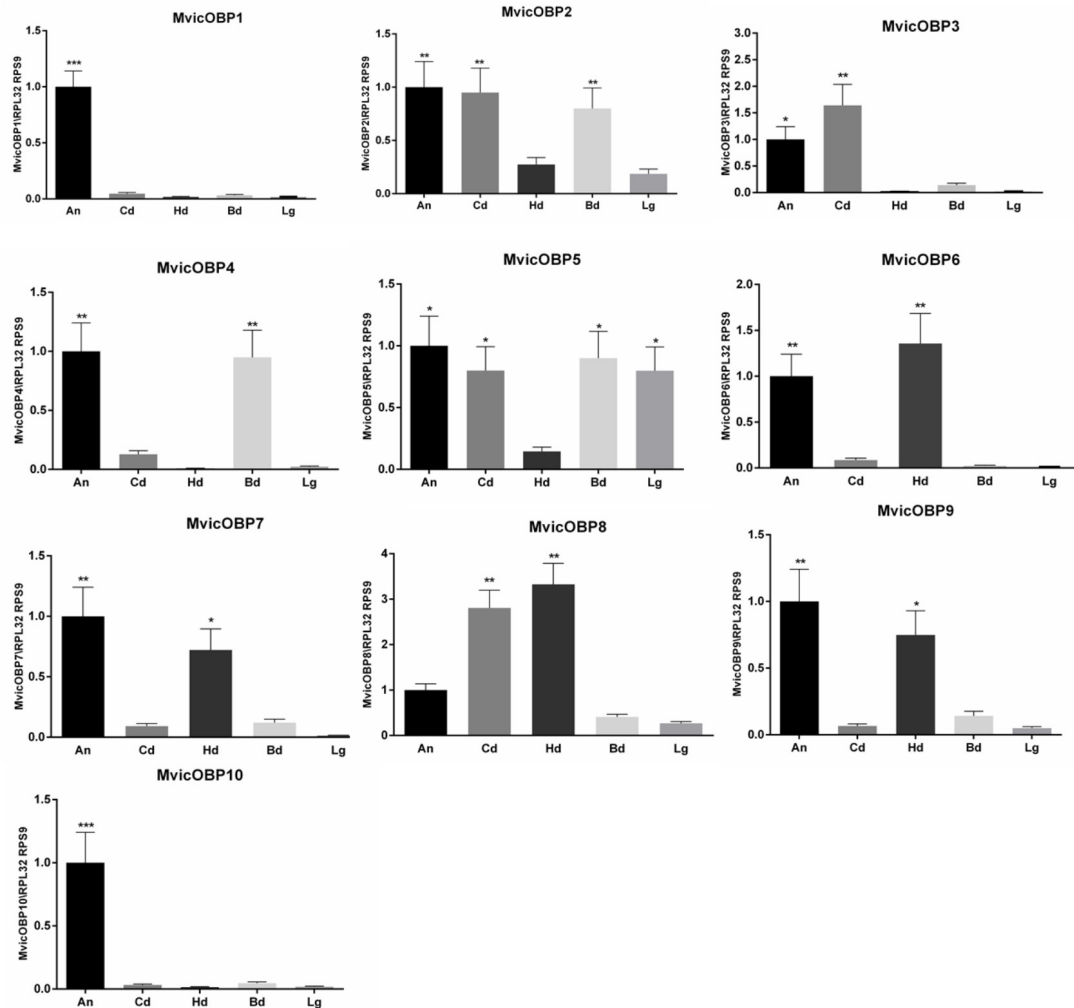 MvicOBP1
MvicOBP1\RPL32 RPS9
1.5
1.0
0.5
0.0
***
An Cd Hd Bd Lg
MvicOBP2
MvicOBP2\RPL32 RPS9
1.5
1.0
0.5
0.0
** ** **
An Cd Hd Bd Lg
MvicOBP3
MvicOBP3\RPL32 RPS9
3.0
2.5
2.0
1.5
1.0
0.5
0.0
* **
An Cd Hd Bd Lg
MvicOBP4
MvicOBP4\RPL32 RPS9
1.5
1.0
0.5
0.0
** **
An Cd Hd Bd Lg
MvicOBP5
MvicOBP5\RPL32 RPS9
1.5
1.0
0.5
0.0
* * * *
An Cd Hd Bd Lg
MvicOBP6
MvicOBP6\RPL32 RPS9
2.0
1.5
1.0
0.5
0.0
** **
An Cd Hd Bd Lg
MvicOBP7
MvicOBP7\RPL32 RPS9
1.5
1.0
0.5
0.0
** *
An Cd Hd Bd Lg
MvicOBP8
MvicOBP8\RPL32 RPS9
4
3
2
1
0
** **
An Cd Hd Bd Lg
MvicOBP9
MvicOBP9\RPL32 RPS9
1.5
1.0
0.5
0.0
** *
An Cd Hd Bd Lg
MvicOBP10
MvicOBP10\RPL32 RPS9
1.5
1.0
0.5
0.0
***
An Cd Hd Bd Lg